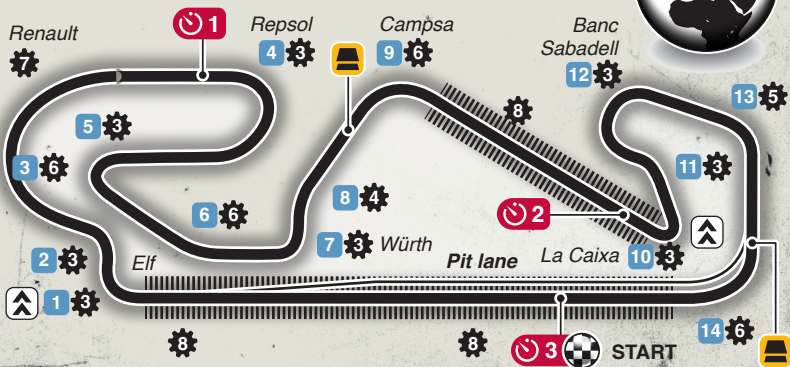 Renault
7
1
Repsol
4 3
Campsa
9 6
Banc
Sabadell
12 3
13 5
5 3
8
3 6
11 3
6 6
8 4
2
7 3 Würth
La Caixa 10 3
2 3
Elf
Pit lane
1 3
14 6
8
8
3
START